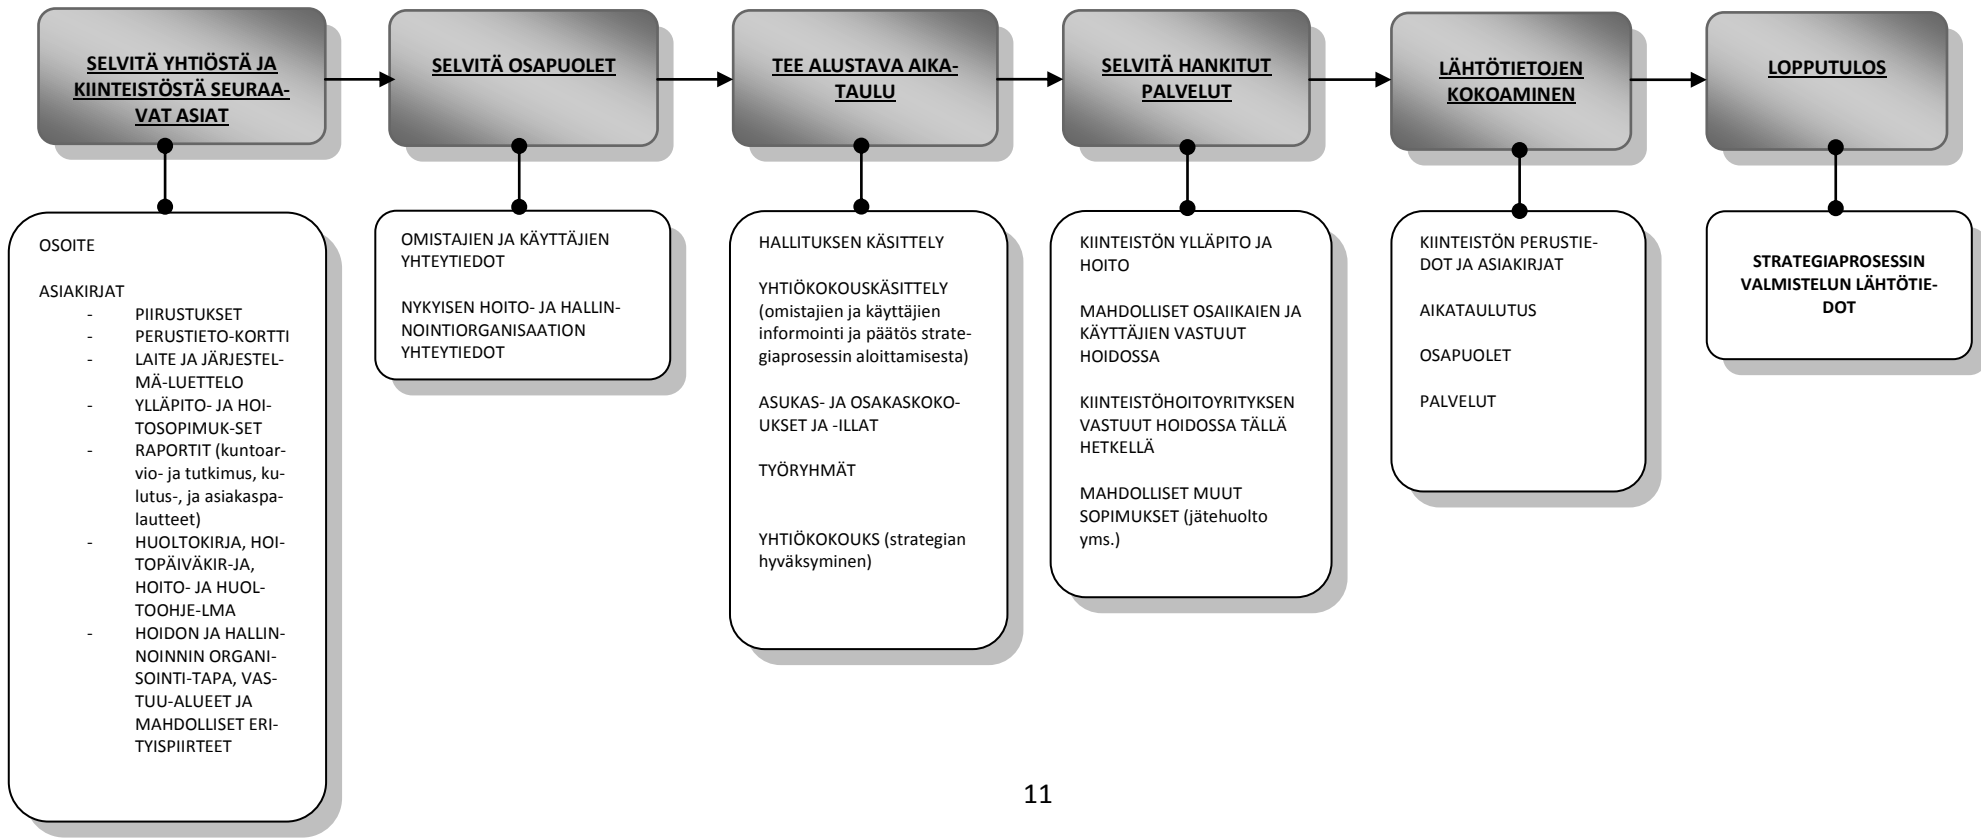 SELVITÄ YHTIÖSTÄ JA
KIINTEISTÖSTÄ SEURAA-
VAT ASIAT
SELVITÄ OSAPUOLET
TEE ALUSTAVA AIKA-
TAULU
SELVITÄ HANKITUT
PALVELUT
LÄHTÖTIETOJEN
KOKOAMINEN
LOPPUTULOS
OSOITE
ASIAKIRJAT
- PIIRUSTUKSET
- PERUSTIETO-KORTTI
- LAITE JA JÄRJESTEL-
MÄ-LUETTELO
- YLLÄPITO- JA HOI-
TOSOPIMUK-SET
- RAPORTIT (kuntoar-
vio- ja tutkimus, ku-
lutus-, ja asiakaspa-
lautteet)
- HUOLTOKIRJA, HOI-
TOPÄIVÄKIR-JA,
HOITO- JA HUOL-
TOOHJE-LMA
- HOIDON JA HALLIN-
NOINNIN ORGANI-
SOINTI-TAPA, VAS-
TUU-ALUEET JA
MAHDOLLISET ERI-
TYISPIIRTEET
OMISTAJIEN JA KÄYTTÄJIEN
YHTEYTIEDOT
NYKYISEN HOITO- JA HALLIN-
NOINTIORGANISAATION
YHTEYTIEDOT
HALLITUKSEN KÄSITTELY
YHTIÖKOKOUSKÄSITTELY
(omistajien ja käyttäjien
informointi ja päätös strate-
giaprosessin aloittamisesta)
ASUKAS- JA OSAKASKOKO-
UKSET JA -ILLAT
TYÖRYHMÄT
YHTIÖKOKOUKS (strategian
hyväksyminen)
KIINTEISTÖN YLLÄPITO JA
HOITO
MAHDOLLISET OSAIIKAIEN JA
KÄYTTÄJIEN VASTUUT
HOIDOSSA
KIINTEISTÖHOITOYRITYKSEN
VASTUUT HOIDOSSA TÄLLÄ
HETKELLÄ
MAHDOLLISET MUUT
SOPIMUKSET (jätehuolto
yms.)
KIINTEISTÖN PERUSTIE-
DOT JA ASIAKIRJAT
AIKATAULUTUS
OSAPUOLET
PALVELUT
STRATEGIAPROSESSIN
VALMISTELUN LÄHTÖTIE-
DOT
11